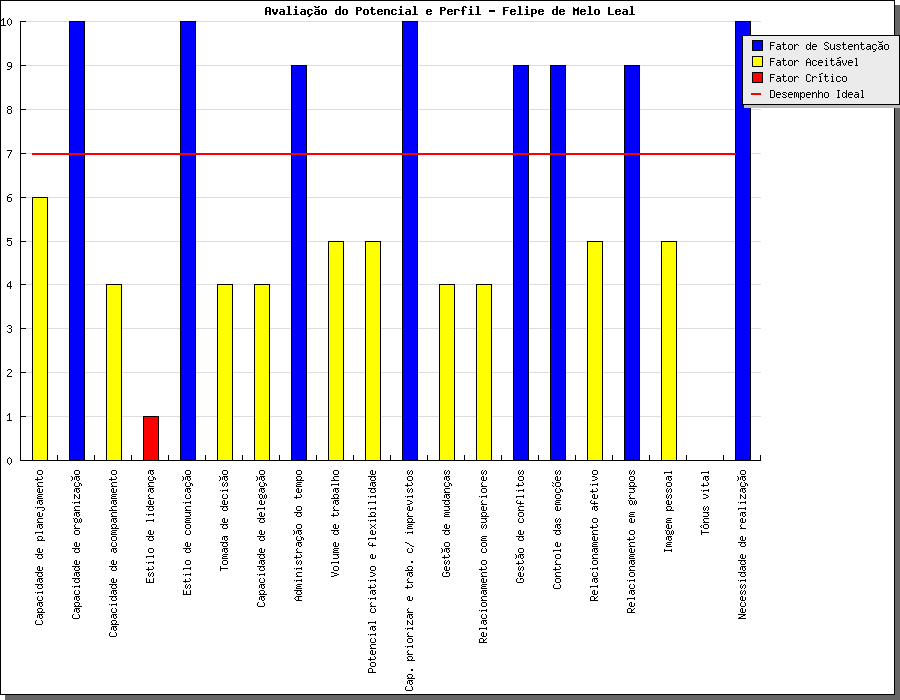 Avaliação do Potencial e Perfil - Felipe de Melo Leal
Fator de Sustentação
Fator Aceitável
Fator Crítico
Desempenho Ideal
10
9
8
7
6
5
4
3
2
1
0
Capacidade de planejamento
Capacidade de organização
Capacidade de acompanhamento
Estilo de liderança
Estilo de comunicação
Tomada de decisão
Capacidade de delegação
Administração do tempo
Volume de trabalho
Potencial criativo e flexibilidade
Cap. priorizar e trab. c/ imprevistos
Gestão de mudanças
Relacionamento com superiores
Gestão de conflitos
Controle das emoções
Relacionamento afetivo
Relacionamento em grupos
Imagem pessoal
Tônus vital
Necessidade de realização